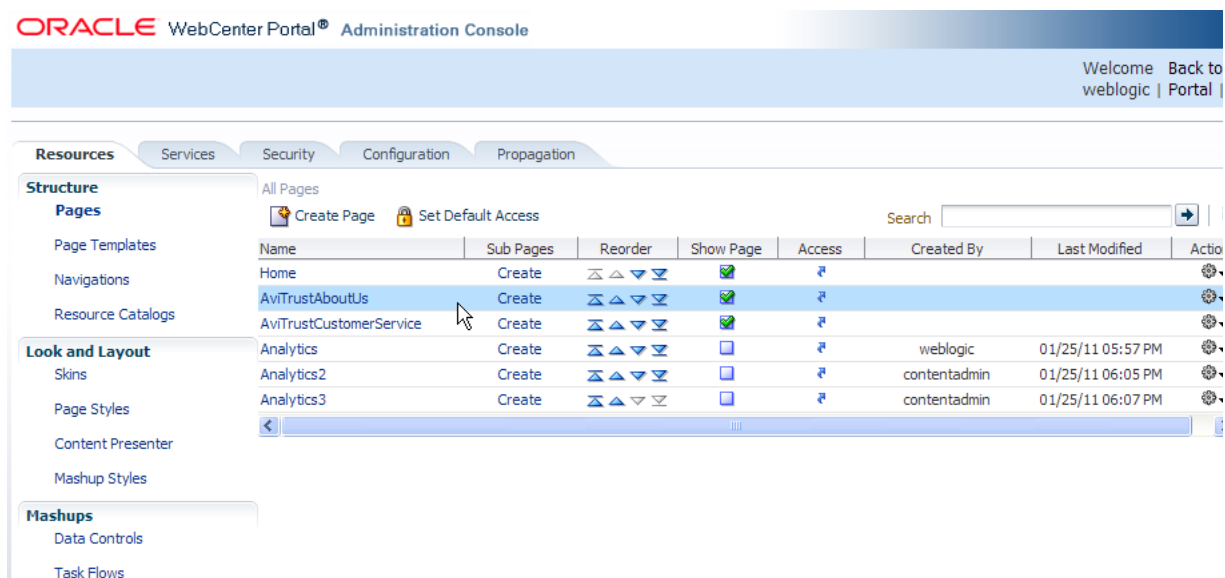 ORACLE WebCenter Portal® Administration Console
Welcome Back to
weblogic | Portal |
Resources Services Security Configuration Propagation
Structure
Pages
Page Templates
Navigations
Resource Catalogs
Look and Layout
Skins
Page Styles
Content Presenter
Mashup Styles
Mashups
Data Controls
Task Flows
All Pages
Create Page Set Default Access Search
Name Sub Pages Reorder Show Page Access Created By Last Modified Actio
Home Create
AviTrustAboutUs Create
AviTrustCustomerService Create
Analytics Create weblogic 01/25/11 05:57 PM
Analytics2 Create contentadmin 01/25/11 06:05 PM
Analytics3 Create contentadmin 01/25/11 06:07 PM